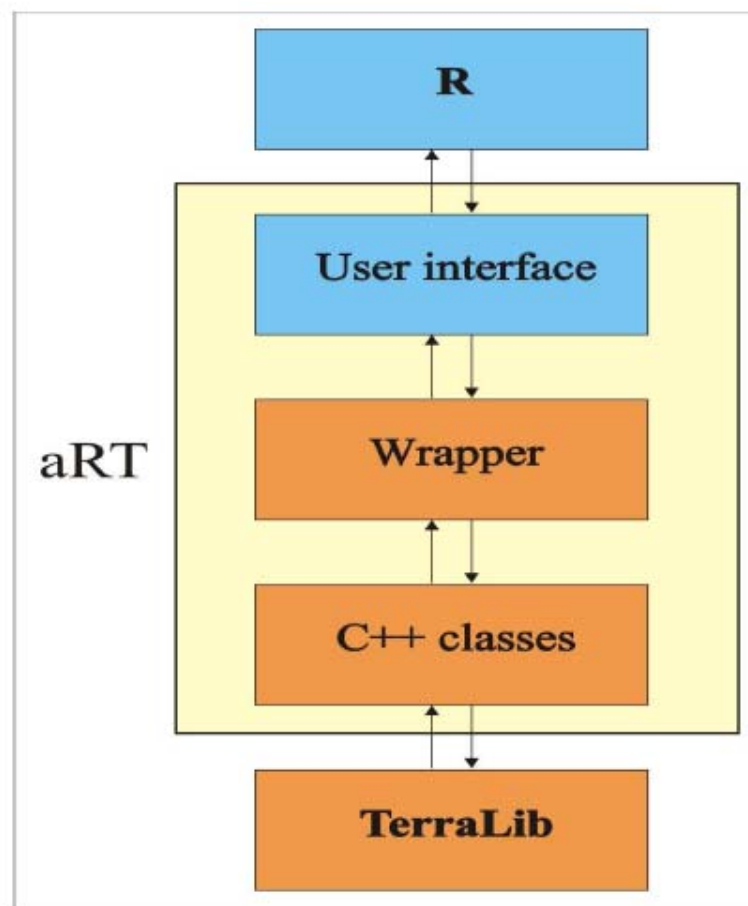 R
User interface
aRT
Wrapper
C++ classes
TerraLib